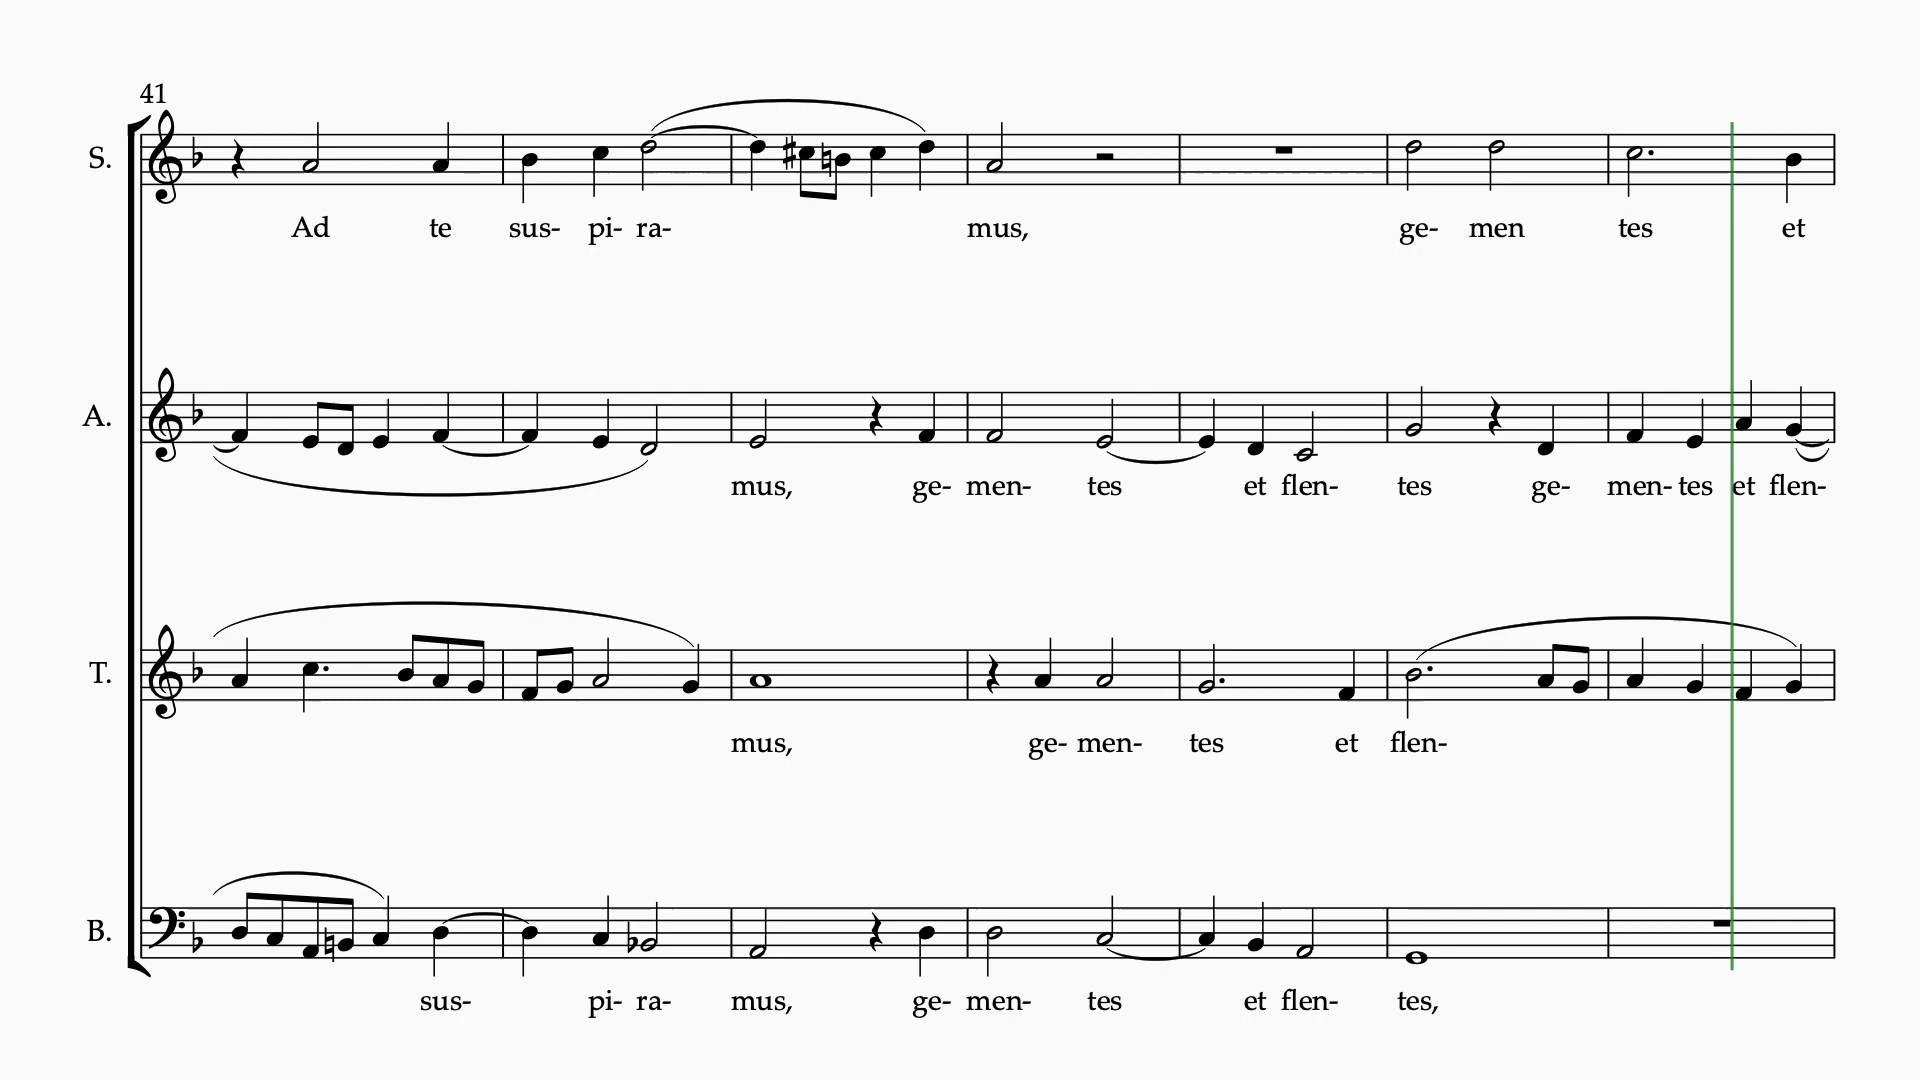 41
S.
Ad te sus- pi- ra- mus, ge- men tes et
A.
mus, ge- men- tes et flen- tes ge- men- tes et flen-
T.
mus, ge- men- tes et flen-
B.
sus- pi- ra- mus, ge- men- tes et flen- tes,